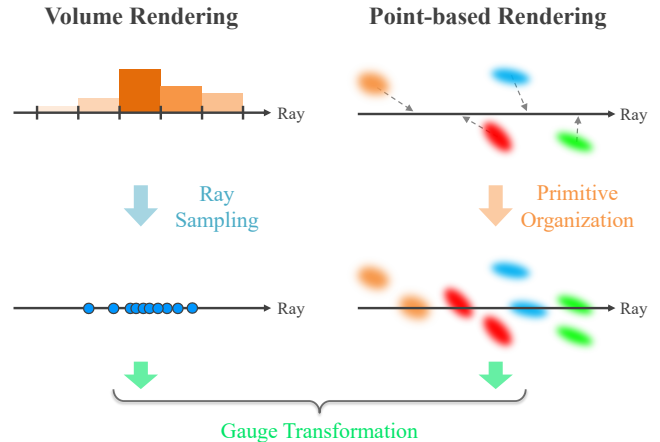 Volume Rendering
Point-based Rendering
Ray
Ray
Ray
Sampling
Primitive
Organization
Ray
Ray
Gauge Transformation